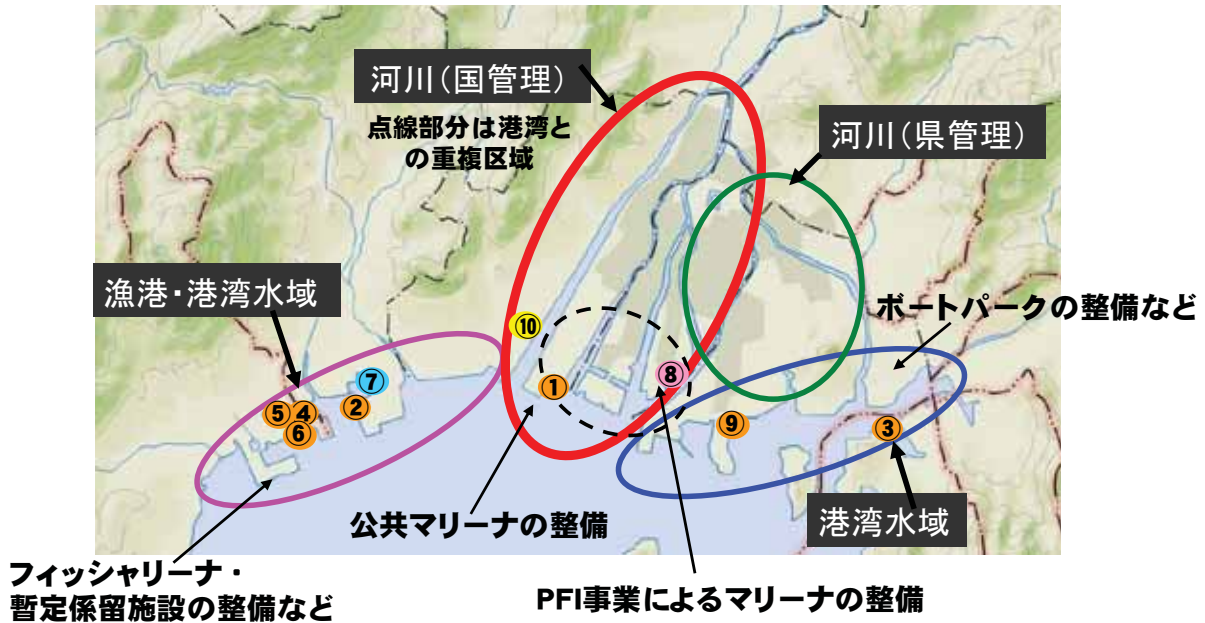 河川(国管理)
点線部分は港湾と
の重複区域
河川(県管理)
漁港・港湾水域
ボートパークの整備など
⑩
⑦
⑧
①
⑤
④
②
⑥
⑨
③
公共マリーナの整備
港湾水域
フィッシャリーナ・
暫定係留施設の整備など
PFI事業によるマリーナの整備